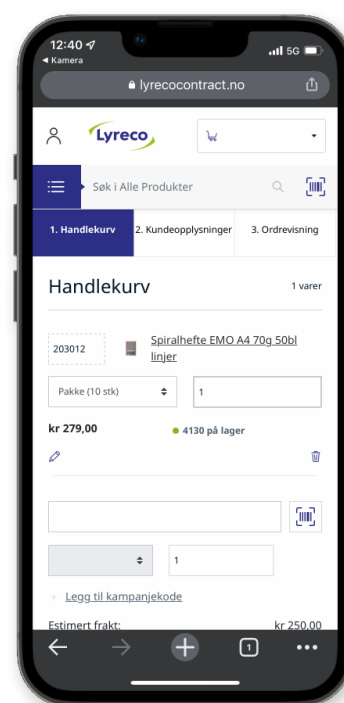 12:40
5G
◀ Kamera
lyrecocontract.no
Lyreco
Søk i Alle Produkter
1. Handlekurv
2. Kundeopplysninger
3. Ordrevisning
Handlekurv
1 varer
203012
Spiralhefte EMO A4 70g 50bl
linjer
Pakke (10 stk)
1
kr 279,00
4130 på lager
1
+ Legg til kampanjekode
Estimert frakt:
kr 250,00
1